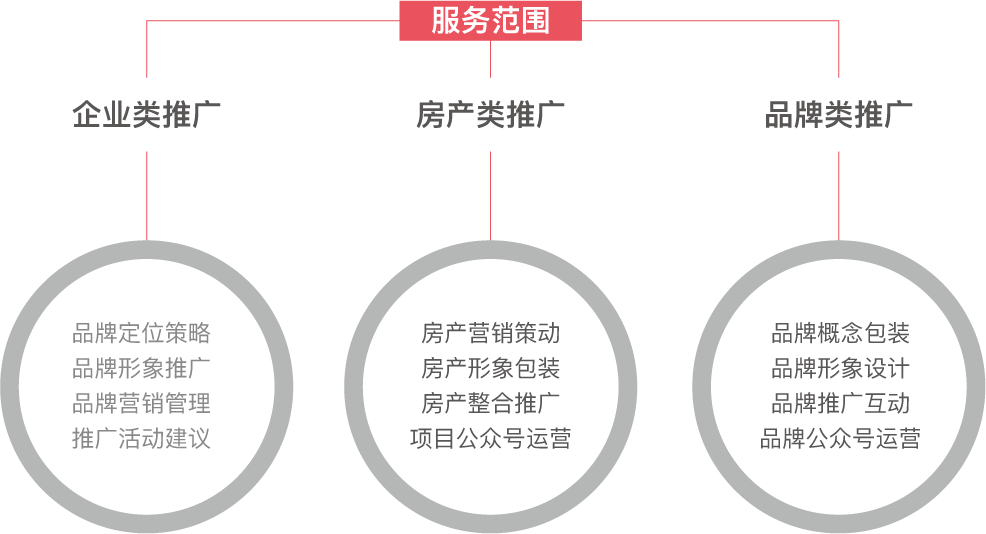 服务范围
企业类推广
房产类推广
品牌类推广
品牌定位策略
品牌形象推广
品牌营销管理
推广活动建议
房产营销策动
房产形象包装
房产整合推广
项目公众号运营
品牌概念包装
品牌形象设计
品牌推广互动
品牌公众号运营